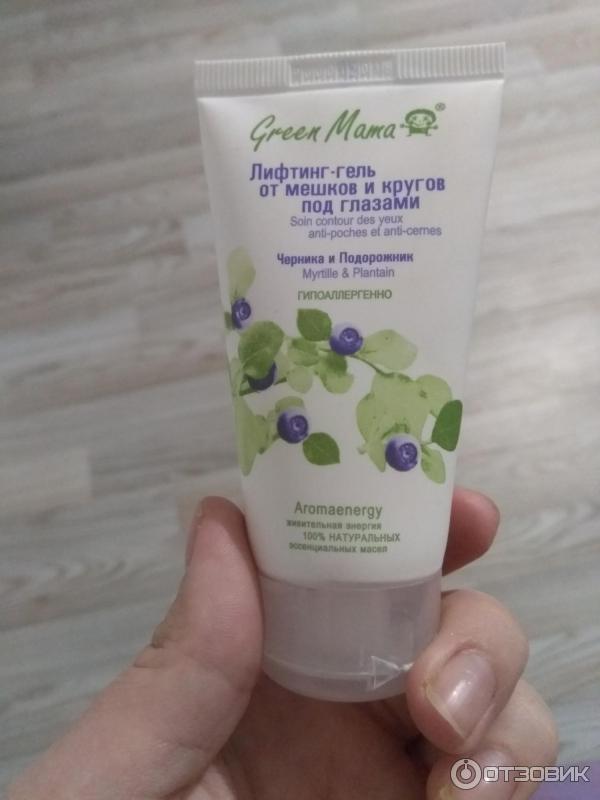 Green Mama®
Лифтинг-гель
от мешков и кругов
под глазами
Soin contour des yeux
anti-poches et anti-cernes
Черника и Подорожник
Myrtille & Plantain
ГИПОАЛЛЕРГЕННО
Aromaenergy
живительная энергия
100% НАТУРАЛЬНЫХ
эссенциальных масел
ОТЗОВИК